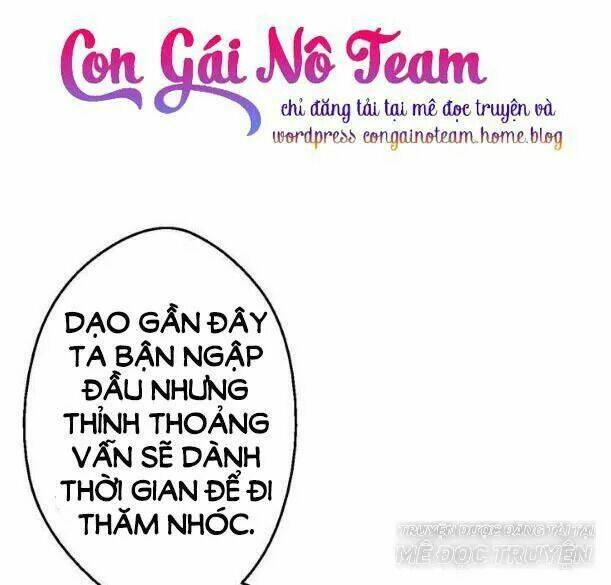 Con Gái Nô Team
chỉ đăng tải tại mê đọc truyện và
wordpress congainoteam.home.blog
DẠO GẦN ĐÂY
TA BẬN NGẬP
ĐẦU NHƯNG
THỈNH THOẢNG
VẤN SẼ DÀNH
THỜI GIAN ĐỂ ĐI
THĂM NHÓC.
TRUYỆN ĐƯỢC ĐĂNG TẢI TẠI
MÊ ĐỌC TRUYỆN